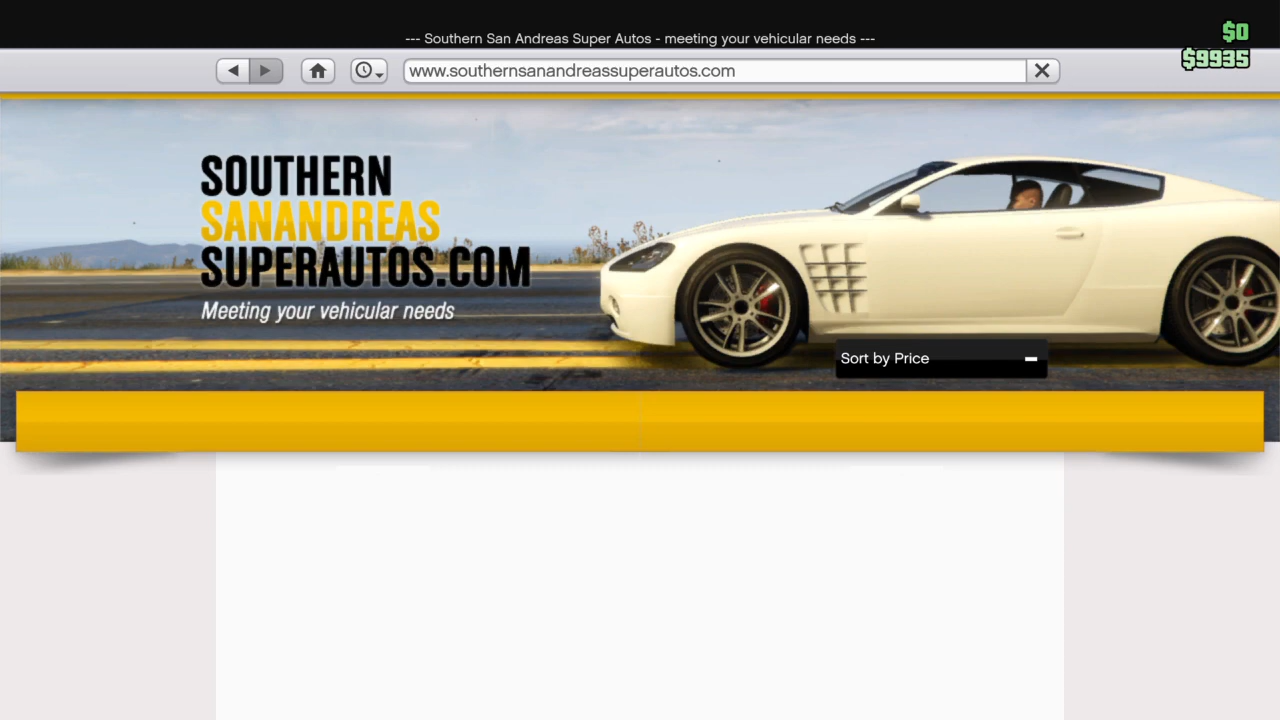 --- Southern San Andreas Super Autos - meeting your vehicular needs ---
$0
$9935
www.southernsanandreassuperautos.com
SOUTHERN
SANANDREAS
SUPERAUTOS.COM
Meeting your vehicular needs
Sort by Price